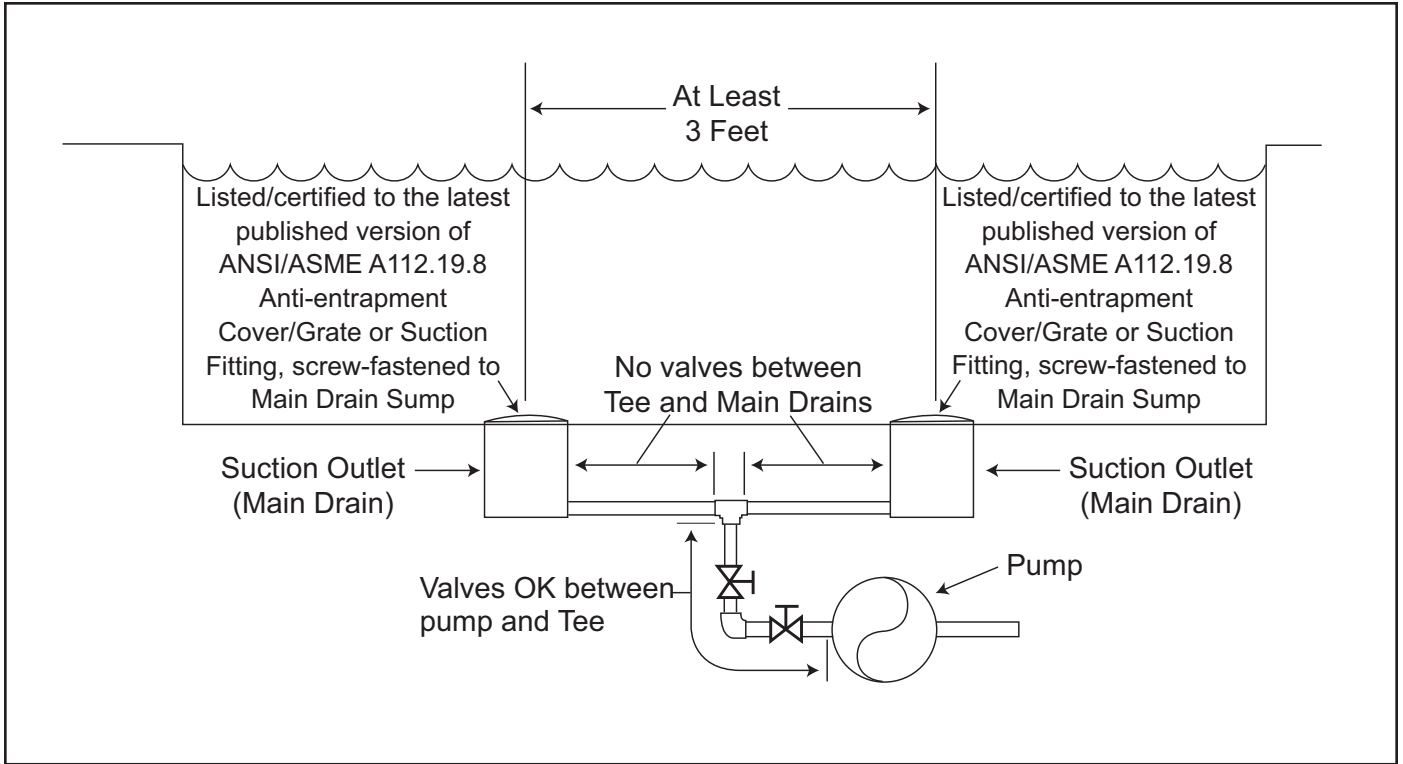 At Least
3 Feet
Listed/certified to the latest
published version of
ANSI/ASME A112.19.8
Anti-entrapment
Cover/Grate or Suction
Fitting, screw-fastened to
Main Drain Sump
Listed/certified to the latest
published version of
ANSI/ASME A112.19.8
Anti-entrapment
Cover/Grate or Suction
Fitting, screw-fastened to
Main Drain Sump
No valves between
Tee and Main Drains
Suction Outlet
(Main Drain)
Suction Outlet
(Main Drain)
Valves OK between
pump and Tee
Pump